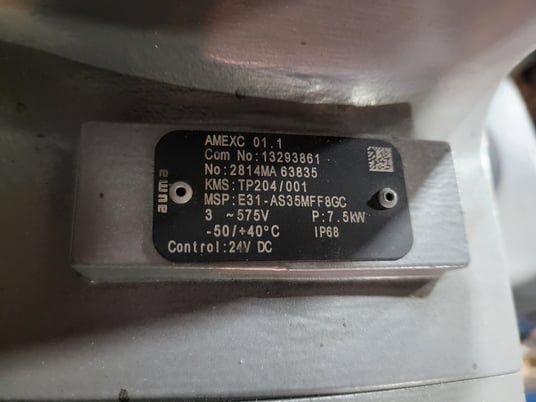 auma
AMEXC 01.1
Com No:13293861
No:2814MA 63835
KMS:TP204/001
MSP:E31-AS35MFF8GC
3 ~575V P:7.5kW
-50/+40°C IP68
Control:24V DC